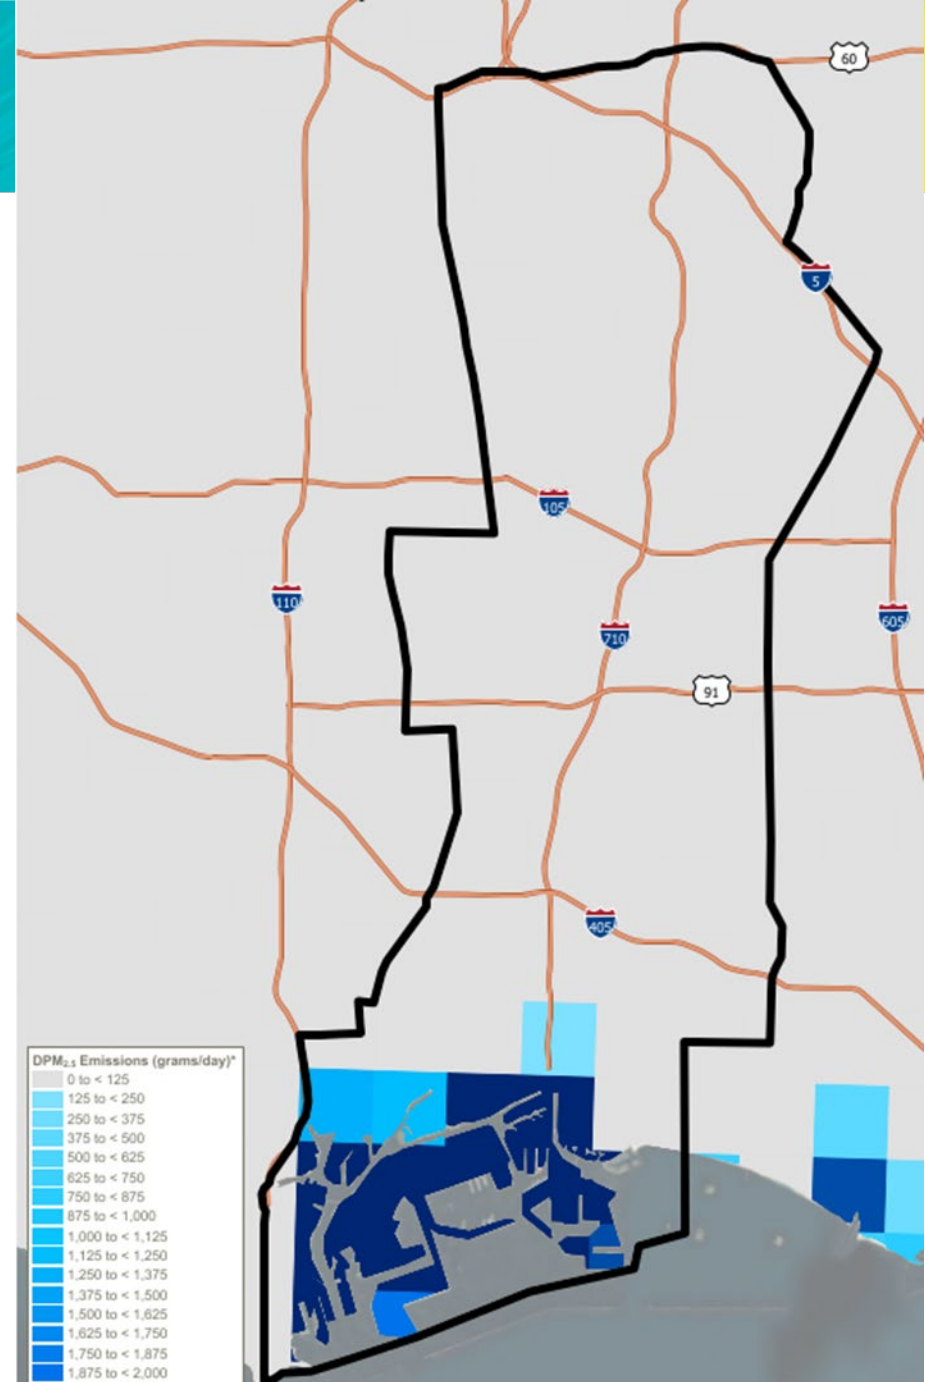 60
5
105
110
710
605
91
405
DPM₂.₅ Emissions (grams/day)*
0 to < 125
125 to < 250
250 to < 375
375 to < 500
500 to < 625
625 to < 750
750 to < 875
875 to < 1,000
1,000 to < 1,125
1,125 to < 1,250
1,250 to < 1,375
1,375 to < 1,500
1,500 to < 1,625
1,625 to < 1,750
1,750 to < 1,875
1,875 to < 2,000